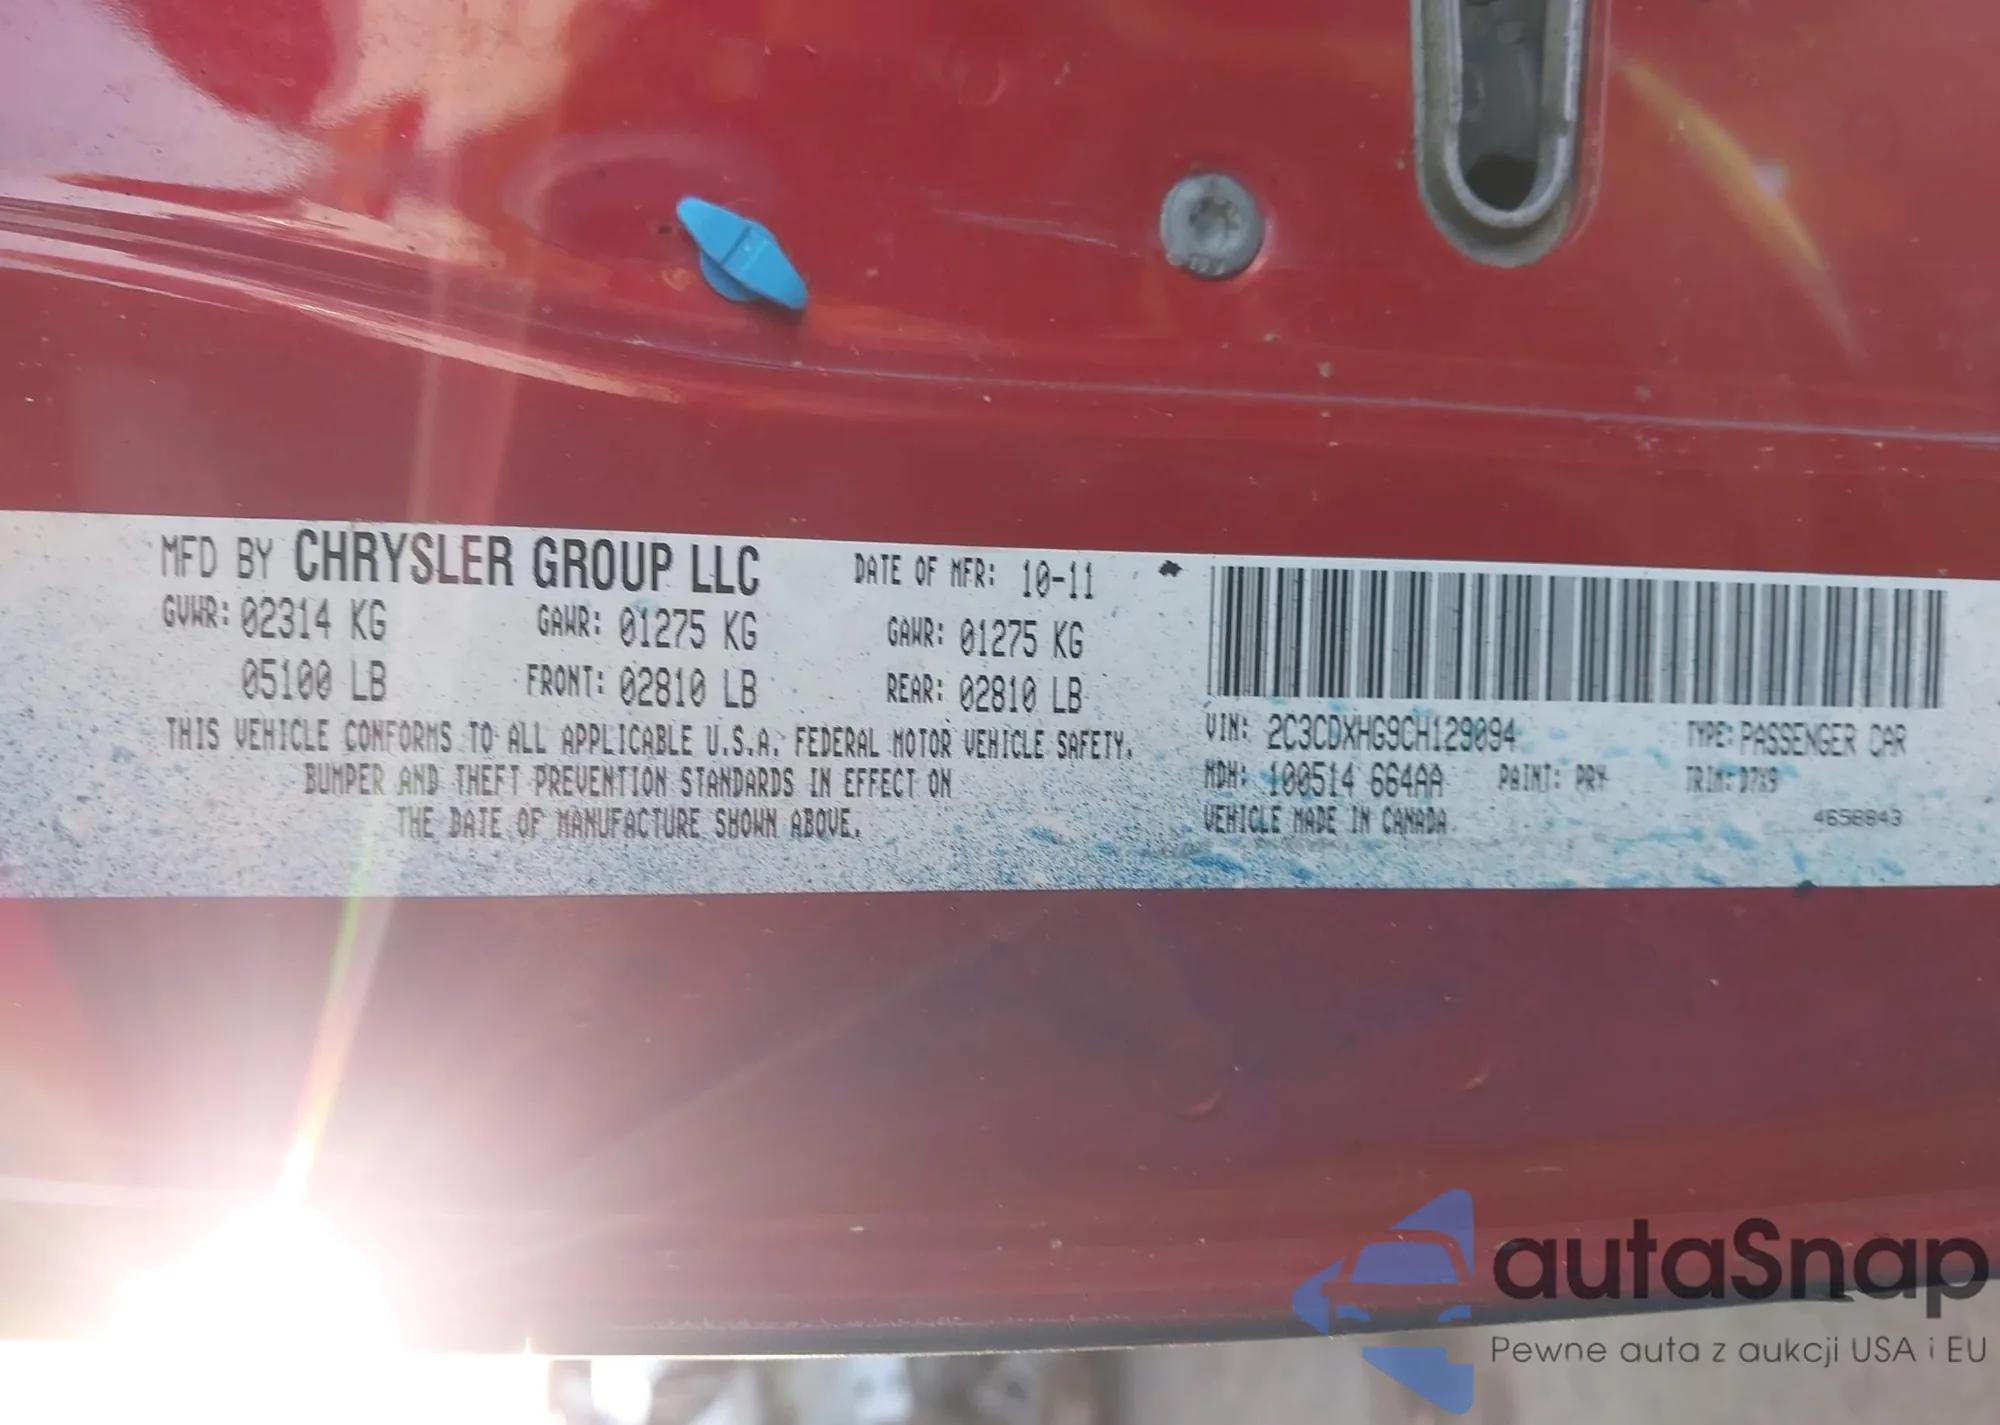 MFD BY CHRYSLER GROUP LLC DATE OF MFR: 10-11
GVWR: 02314 KG GAWR: 01275 KG GAWR: 01275 KG
05100 LB FRONT: 02810 LB REAR: 02810 LB
THIS VEHICLE CONFORMS TO ALL APPLICABLE U.S.A. FEDERAL MOTOR VEHICLE SAFETY,
BUMPER AND THEFT PREVENTION STANDARDS IN EFFECT ON
THE DATE OF MANUFACTURE SHOWN ABOVE.
VIN: 2C3CDXHG9CH129094 TYPE: PASSENGER CAR
MDH: 100514 664AA PAINT: PRY TRIM: D7X9
VEHICLE MADE IN CANADA 4658843
autaSnap
Pewne auta z aukcji USA i EU